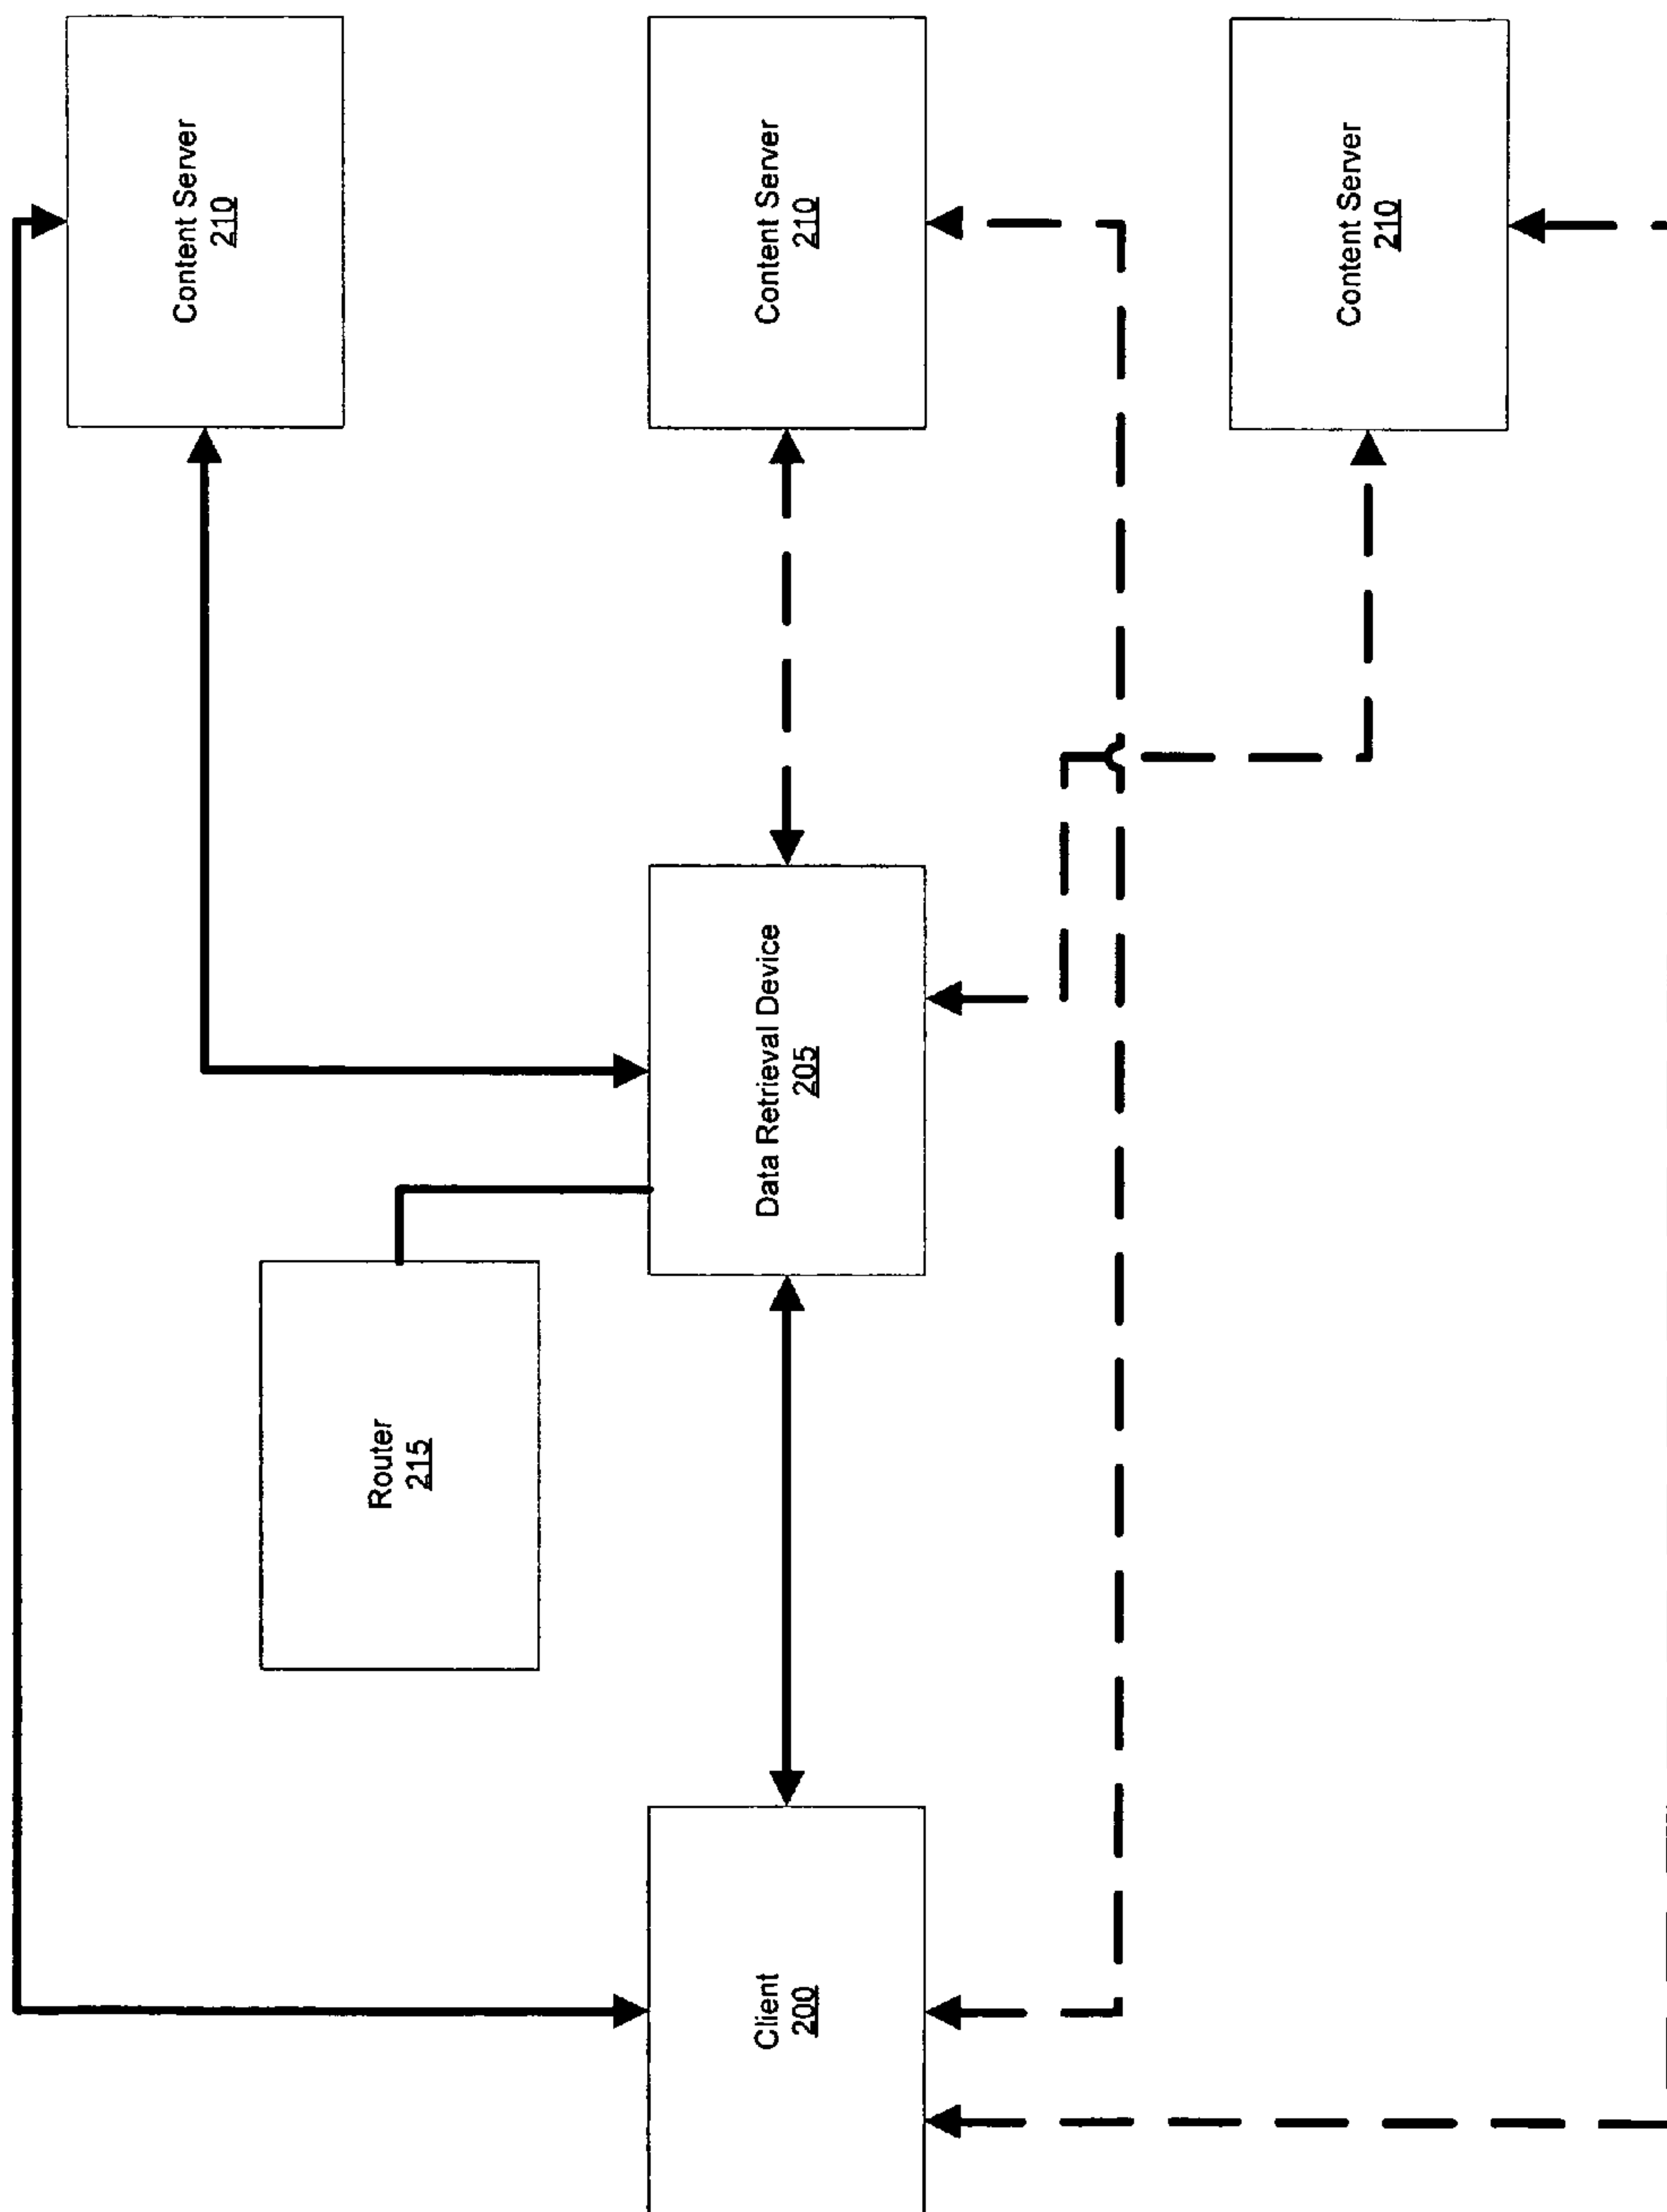 Content Server
210
Content Server
210
Content Server
210
Data Retrieval Device
205
Router
215
Client
200